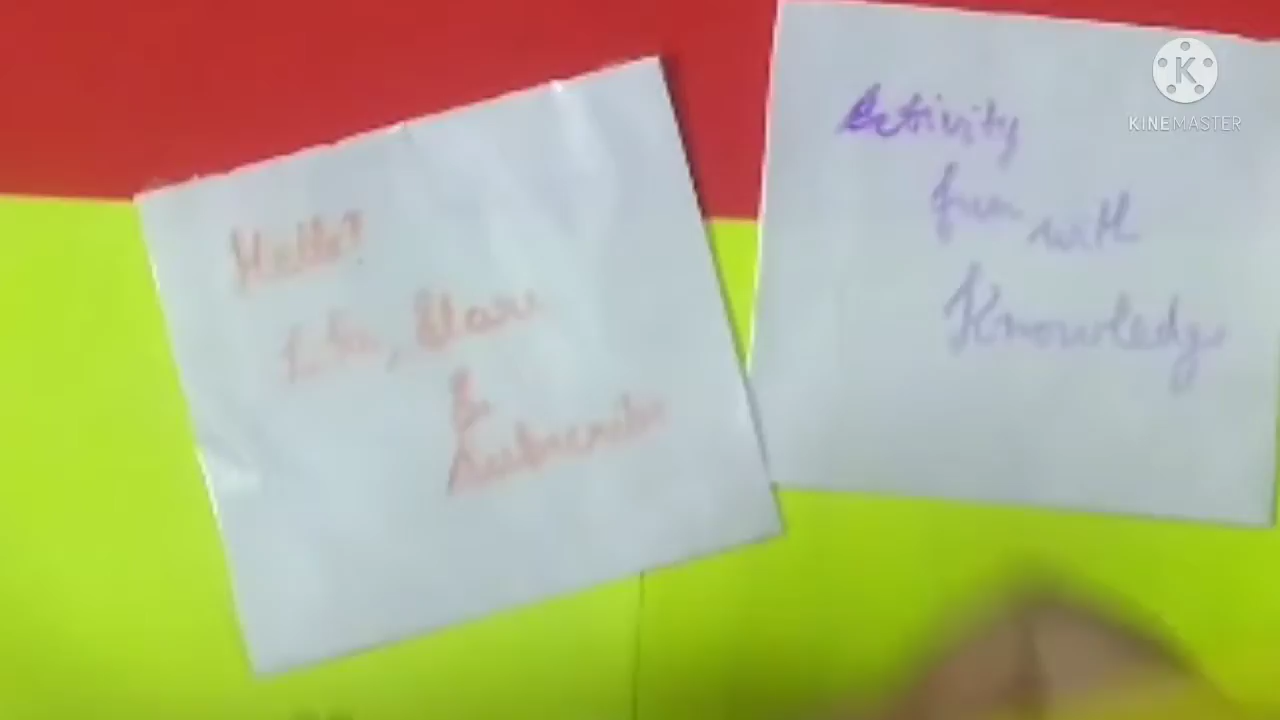 Hello!
Like, Share
&
Subscribe
Activity
fun with
Knowledge
KINEMASTER